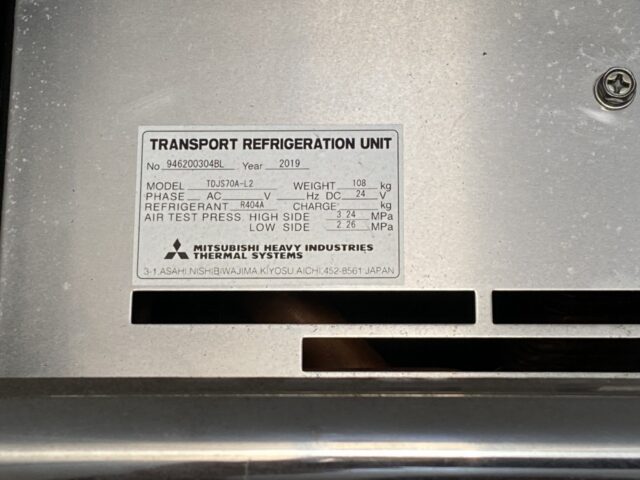 TRANSPORT REFRIGERATION UNIT
No. 946200304BL Year 2019
MODEL TDJS70A-L2 WEIGHT 108 kg
PHASE AC V Hz DC 24 V
REFRIGERANT R404A CHARGE kg
AIR TEST PRESS. HIGH SIDE 3.24 MPa
LOW SIDE 2.26 MPa
MITSUBISHI HEAVY INDUSTRIES
THERMAL SYSTEMS
3-1,ASAHI,NISHIBIWAJIMA,KIYOSU,AICHI,452-8561,JAPAN